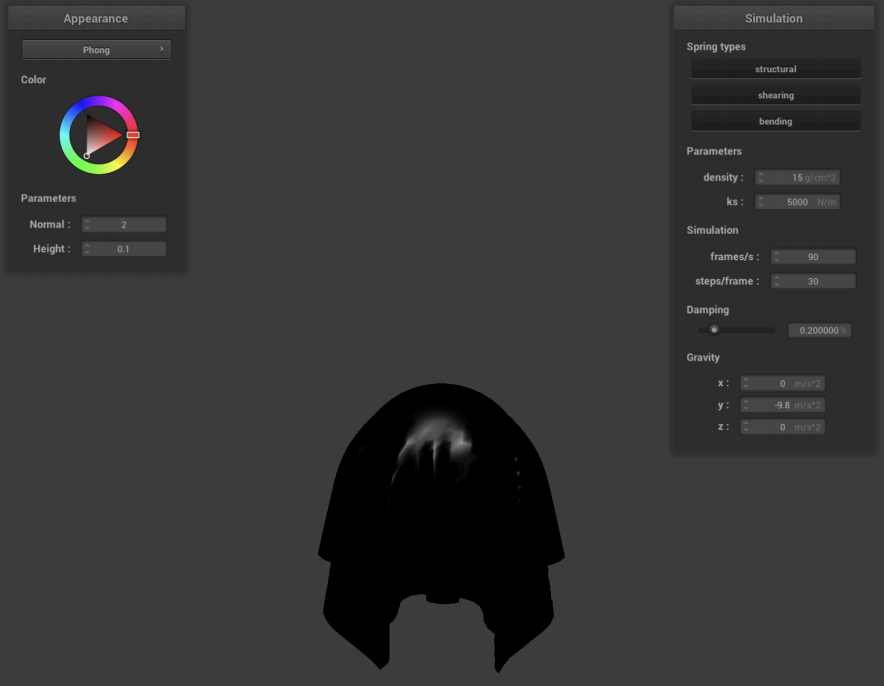 Appearance
Phong
Color
Parameters
Normal : 2
Height : 0.1
Simulation
Spring types
structural
shearing
bending
Parameters
density : 15 g/cm^2
ks : 5000 N/m
Simulation
frames/s : 90
steps/frame : 30
Damping
0.200000 %
Gravity
x : 0 m/s^2
y : -9.8 m/s^2
z : 0 m/s^2